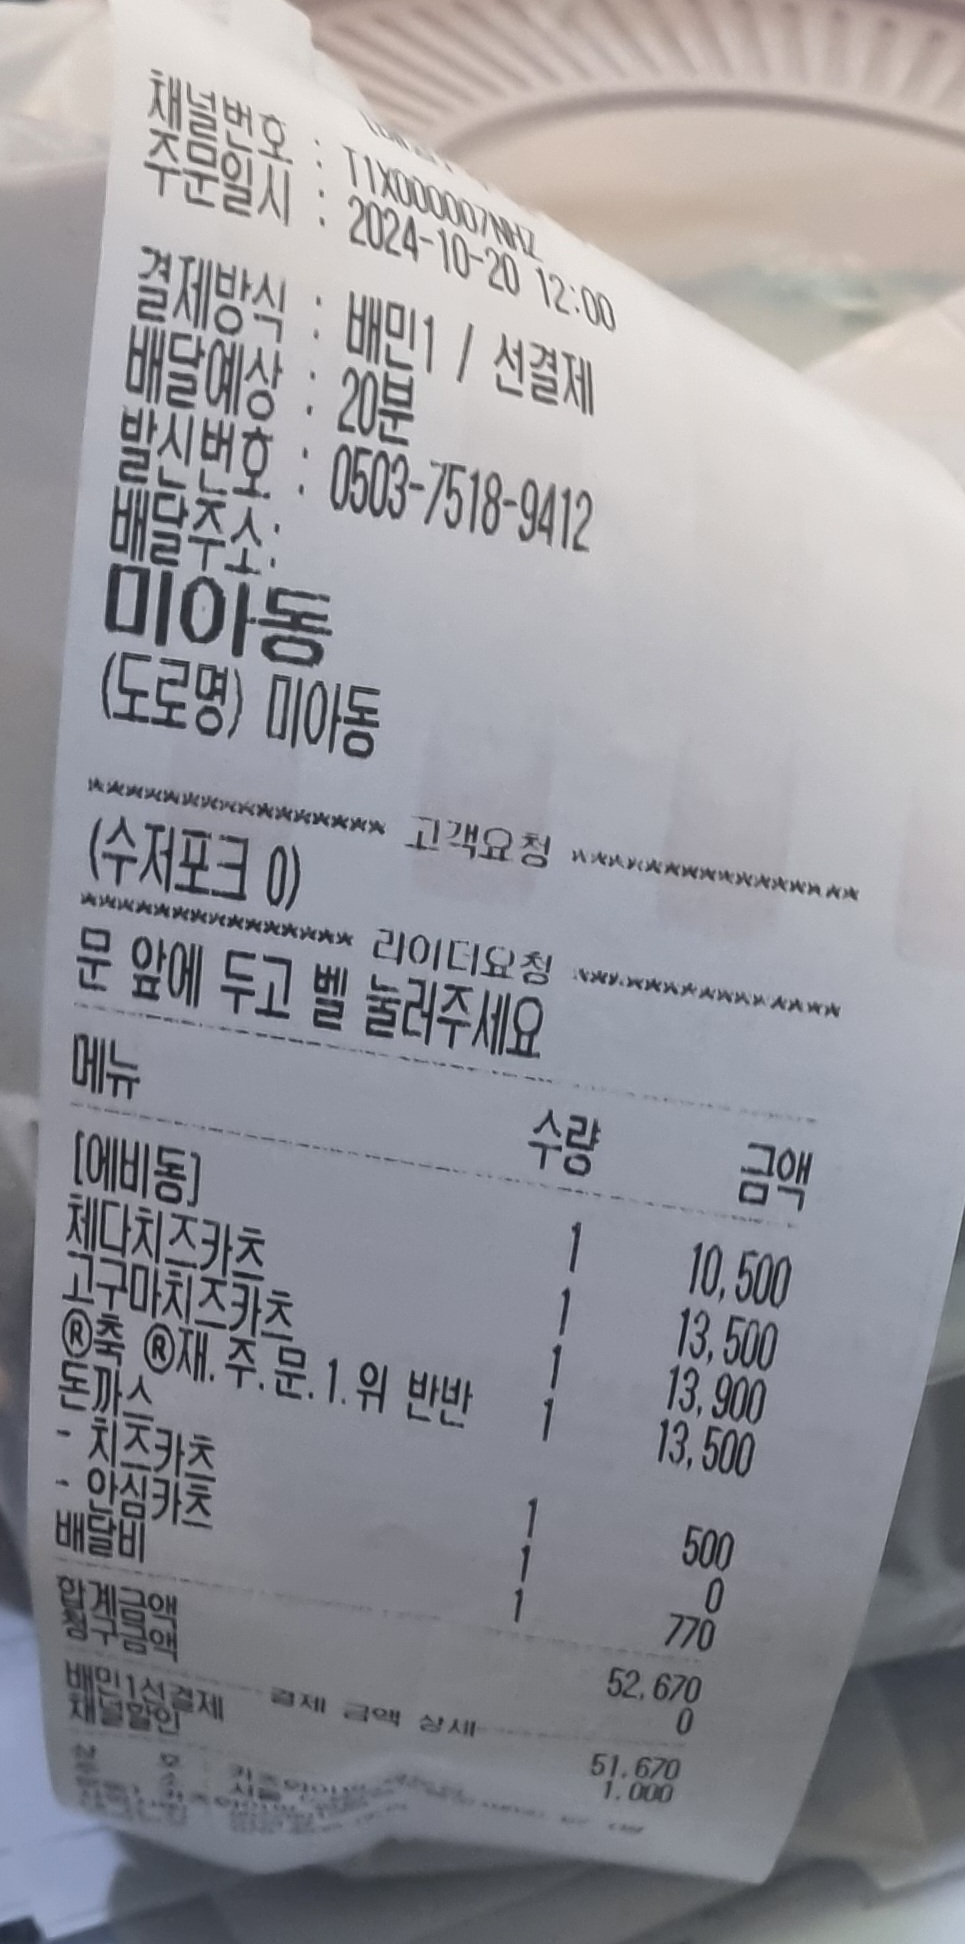 채널번호 : T1X000007NHZ
주문일시 : 2024-10-20 12:00
결제방식 : 배민1 / 선결제
배달예상 : 20분
발신번호 : 0503-7518-9412
배달주소:
미아동
(도로명) 미아동
**************** 고객요청 ****************
(수저포크 0)
**************** 라이더요청 ***************
문 앞에 두고 벨 눌러주세요
메뉴 수량 금액
[에비동] 1 10,500
체다치즈카츠 1 13,500
고구마치즈카츠 1 13,900
®축 ®재.주.문.1.위 반반 1 13,500
돈까스
- 치즈카츠 1 500
- 안심카츠 1 0
배달비 1 770
합계금액 52,670
청구금액 0
결제 금액 상세
배민1선결제 51,670
채널할인 1,000